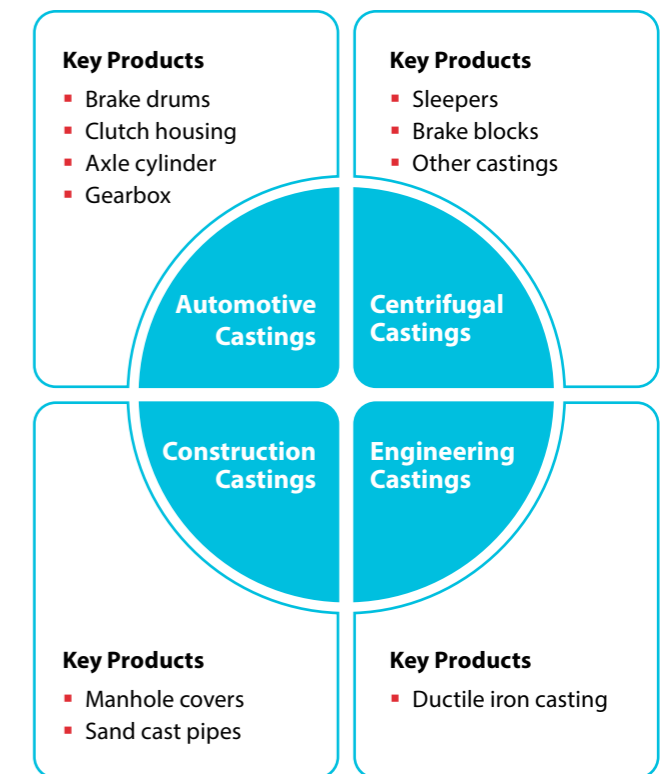 Key Products
Brake drums
Clutch housing
Axle cylinder
Gearbox
Automotive
Castings
Key Products
Sleepers
Brake blocks
Other castings
Centrifugal
Castings
Construction
Castings
Key Products
Manhole covers
Sand cast pipes
Engineering
Castings
Key Products
Ductile iron casting